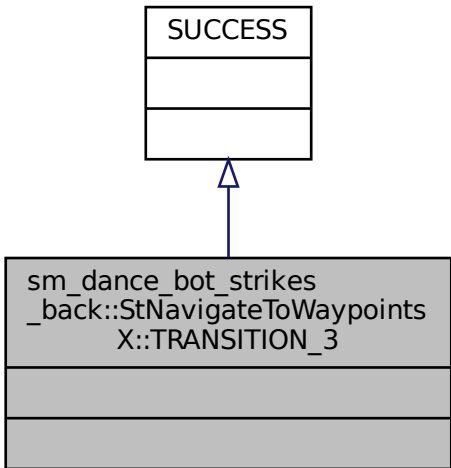 SUCCESS
sm_dance_bot_strikes
_back::StNavigateToWaypoints
X::TRANSITION_3